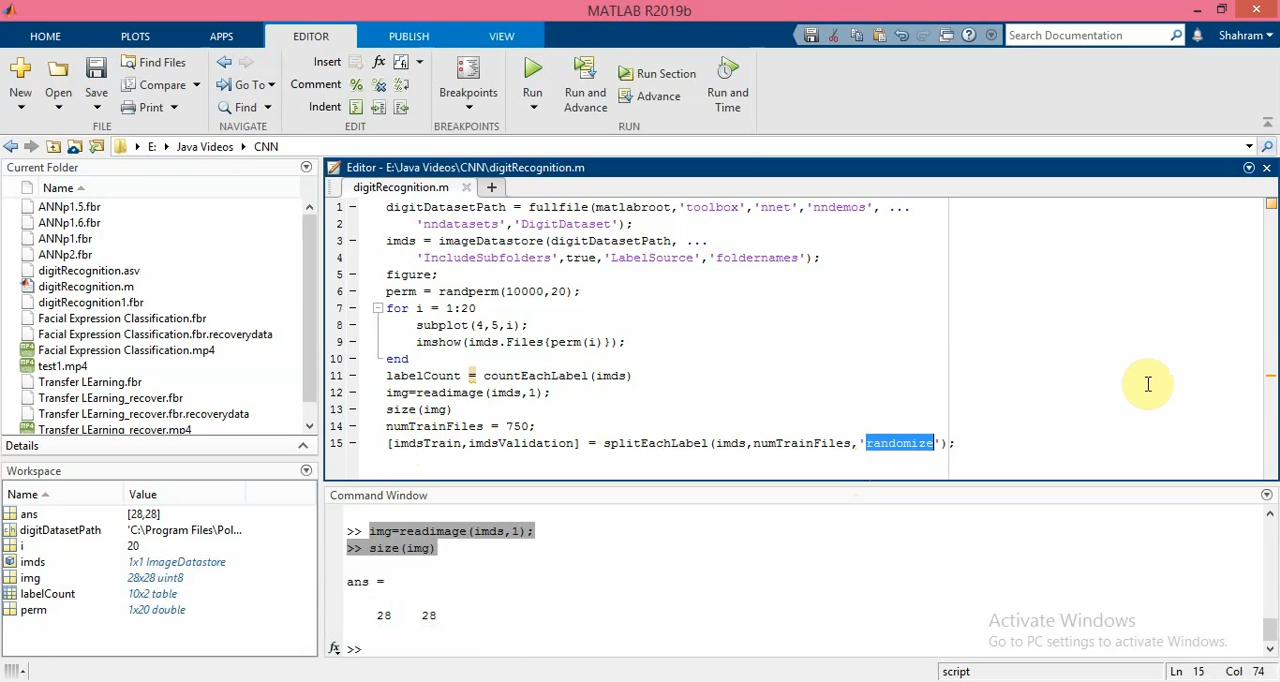 MATLAB R2019b
HOME PLOTS APPS EDITOR PUBLISH VIEW Search Documentation Shahram
New Open Save Find Files Compare Print Go To Find Insert fx Comment Indent Breakpoints Run Run and Advance Run Section Advance Run and Time
FILE NAVIGATE EDIT BREAKPOINTS RUN
E: Java Videos CNN
Current Folder
Name
ANNp1.5.fbr
ANNp1.6.fbr
ANNp1.fbr
ANNp2.fbr
digitRecognition.asv
digitRecognition.m
digitRecognition1.fbr
Facial Expression Classification.fbr
Facial Expression Classification.fbr.recoverydata
Facial Expression Classification.mp4
test1.mp4
Transfer LEarning.fbr
Transfer LEarning_recover.fbr
Transfer LEarning_recover.fbr.recoverydata
Transfer LEarning_recover.mp4
Details
Workspace
Name Value
ans [28,28]
digitDatasetPath 'C:\Program Files\Pol...
i 20
imds 1x1 ImageDatastore
img 28x28 uint8
labelCount 10x2 table
perm 1x20 double
Editor - E:\Java Videos\CNN\digitRecognition.m
digitRecognition.m
1 digitDatasetPath = fullfile(matlabroot,'toolbox','nnet','nndemos', ...
2 'nndatasets','DigitDataset');
3 imds = imageDatastore(digitDatasetPath, ...
4 'IncludeSubfolders',true,'LabelSource','foldernames');
5 figure;
6 perm = randperm(10000,20);
7 for i = 1:20
8 subplot(4,5,i);
9 imshow(imds.Files{perm(i)});
10 end
11 labelCount = countEachLabel(imds)
12 img=readimage(imds,1);
13 size(img)
14 numTrainFiles = 750;
15 [imdsTrain,imdsValidation] = splitEachLabel(imds,numTrainFiles,'randomize');
Command Window
>> img=readimage(imds,1);
>> size(img)
ans =
28 28
fx >>
Activate Windows
Go to PC settings to activate Windows.
script Ln 15 Col 74